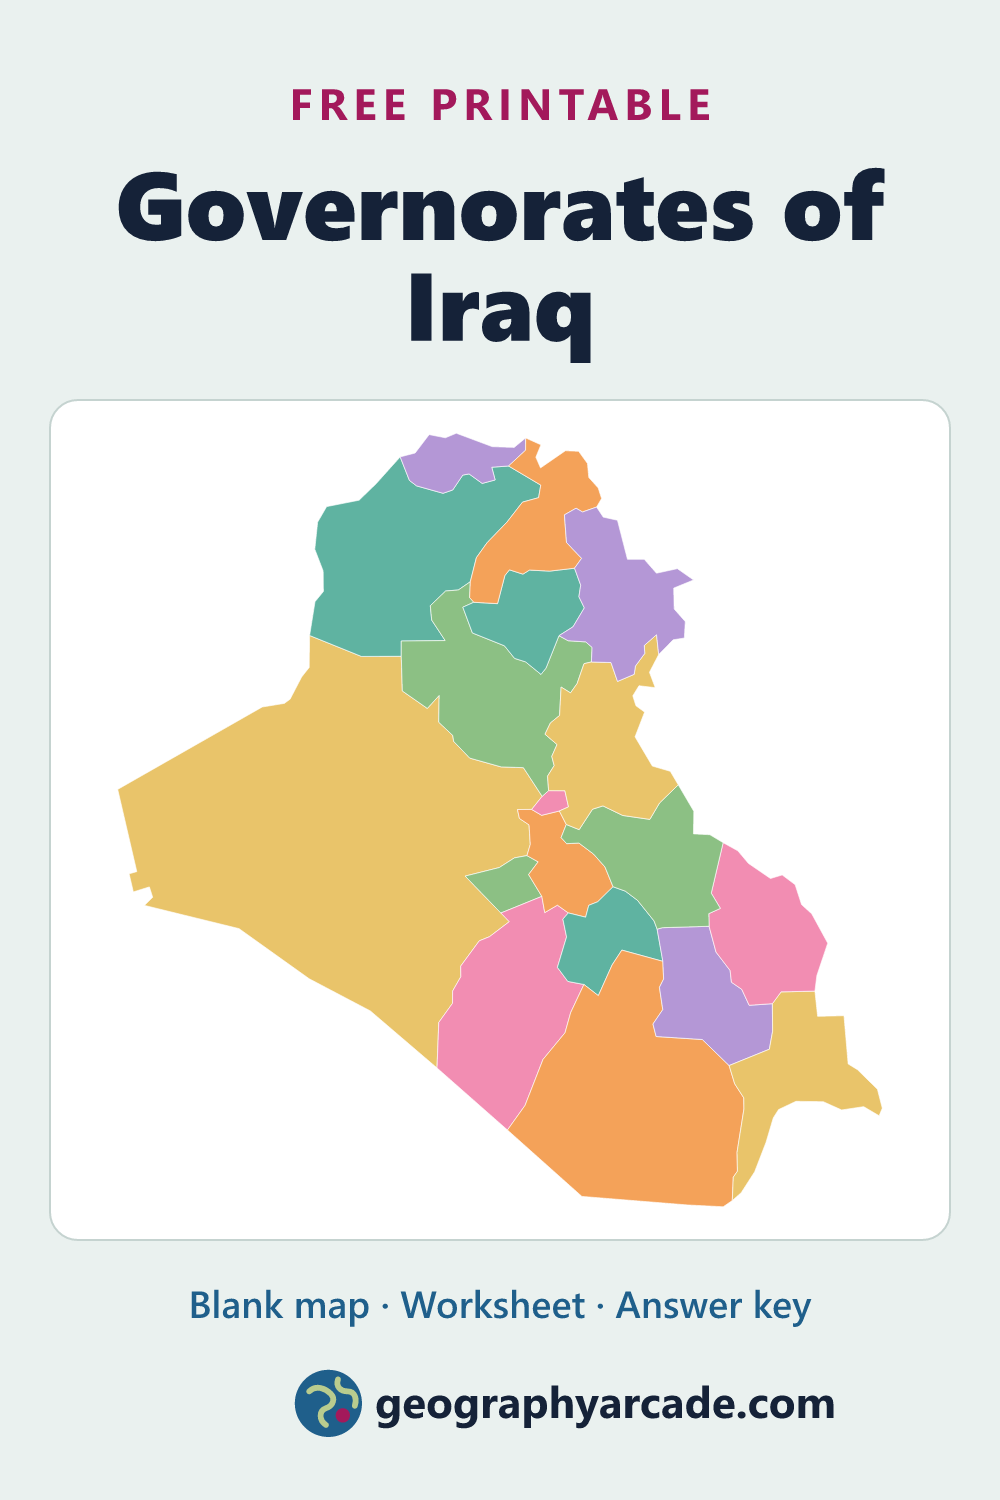 FREE PRINTABLE
Governorates of
Iraq
Blank map · Worksheet · Answer key
geographyarcade.com